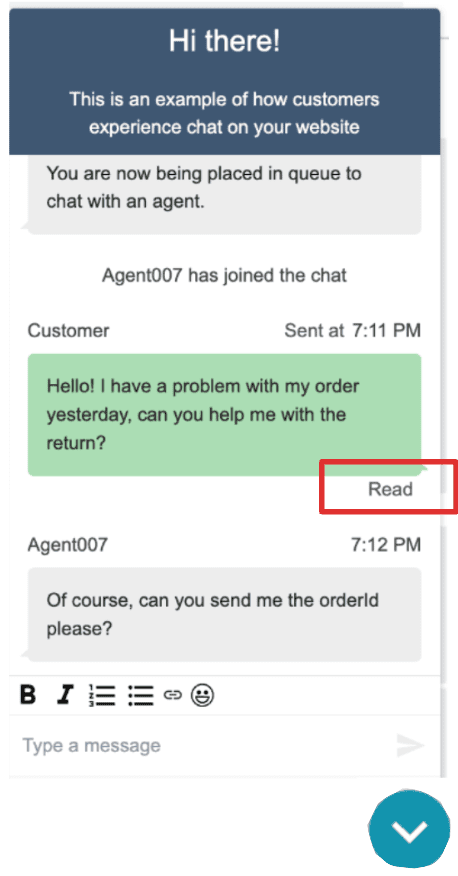 Hi there!
This is an example of how customers
experience chat on your website
You are now being placed in queue to
chat with an agent.
Agent007 has joined the chat
Customer Sent at 7:11 PM
Hello! I have a problem with my order
yesterday, can you help me with the
return?
Read
Agent007 7:12 PM
Of course, can you send me the orderId
please?
B I
Type a message